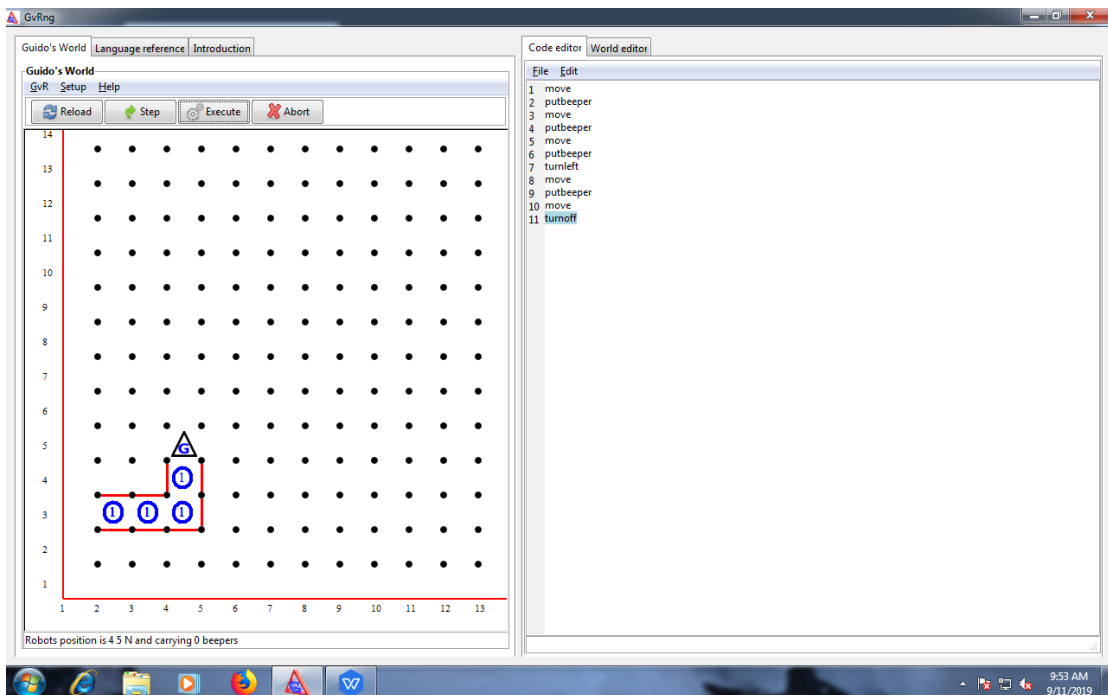 GvRng
Guido's World Language reference Introduction
Guido's World
GvR Setup Help
Reload Step Execute Abort
14
13
12
11
10
9
8
7
6
5
G
4
1
3
1 1 1
2
1
1 2 3 4 5 6 7 8 9 10 11 12 13
Robots position is 4 5 N and carrying 0 beepers
Code editor World editor
File Edit
1 move
2 putbeeper
3 move
4 putbeeper
5 move
6 putbeeper
7 turnleft
8 move
9 putbeeper
10 move
11 turnoff
W
9:53 AM
9/11/2019